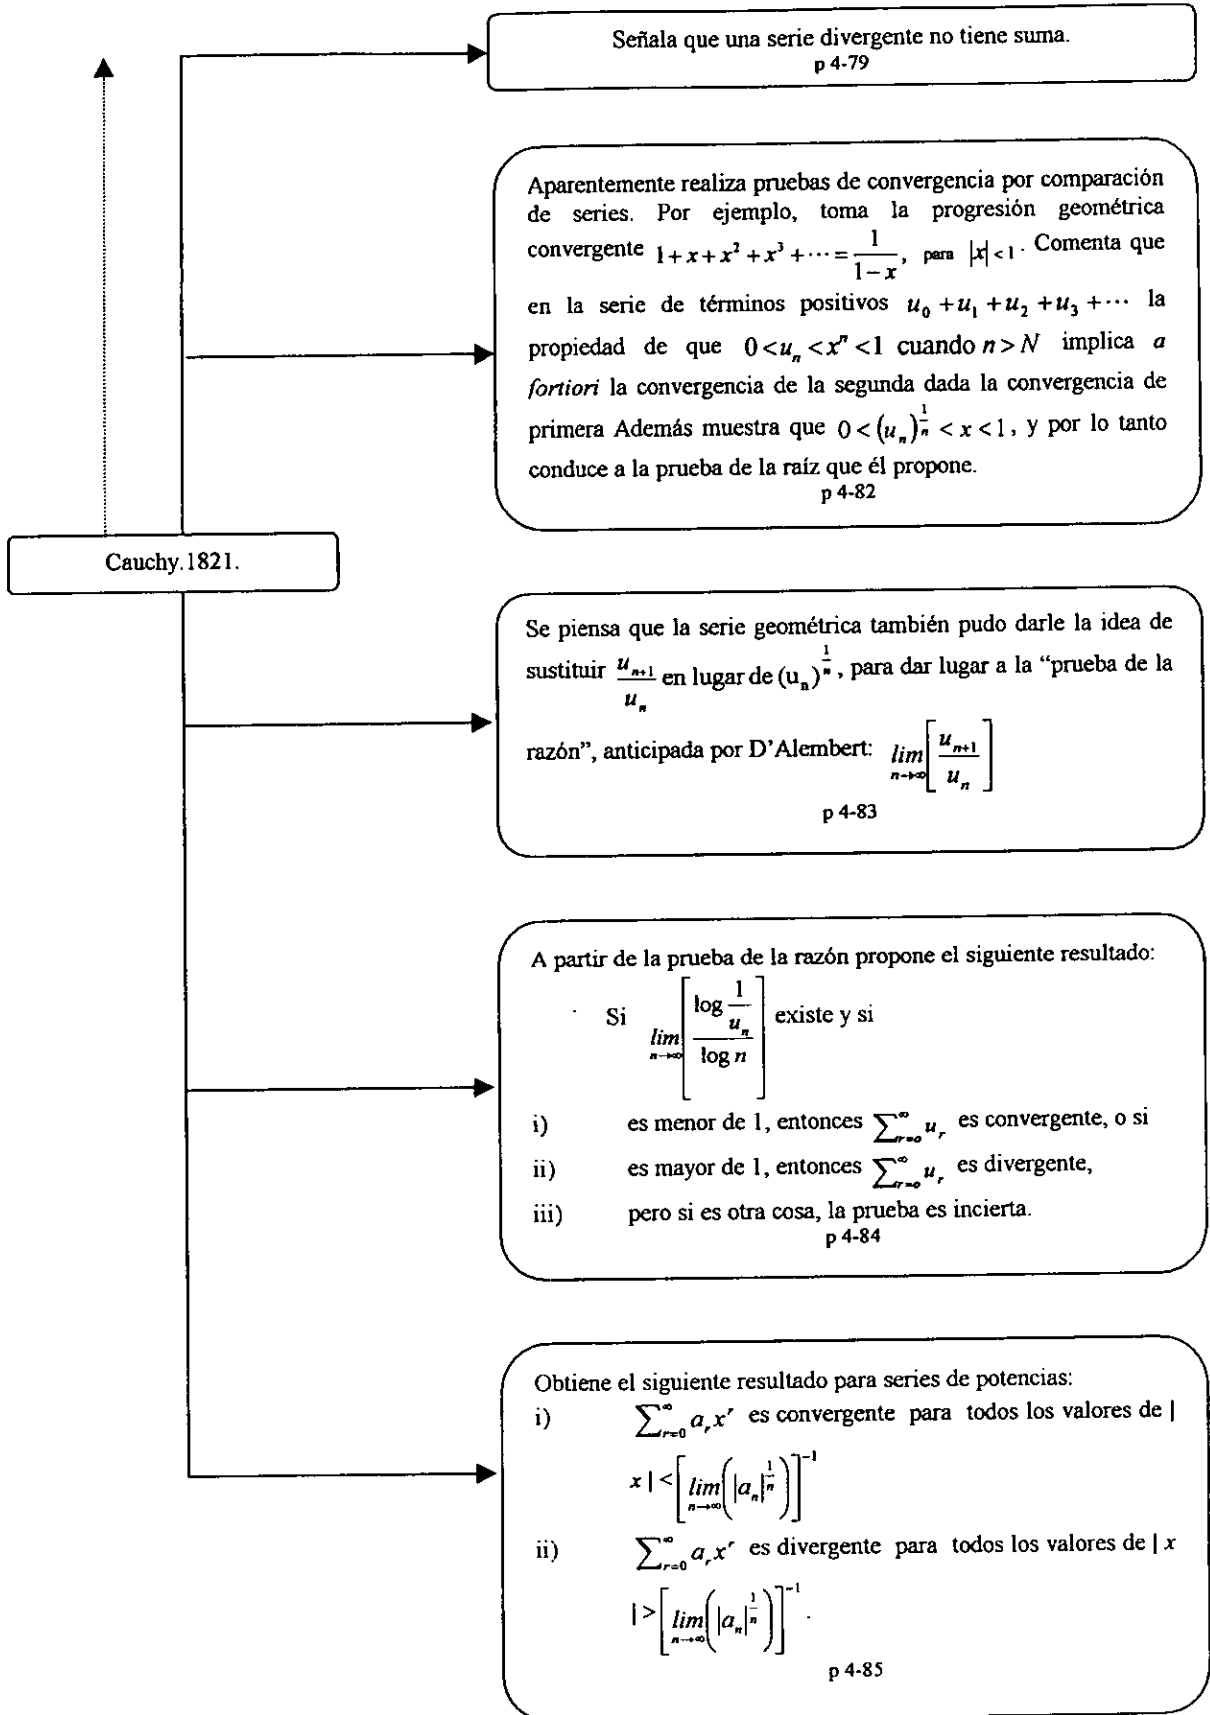 Señala que una serie divergente no tiene suma.
p 4-79
Aparentemente realiza pruebas de convergencia por comparación
de series. Por ejemplo, toma la progresión geométrica
convergente 1 + x + x² + x³ + ··· = 1/(1 − x), para |x| < 1. Comenta que
en la serie de términos positivos u₀ + u₁ + u₂ + u₃ + ··· la
propiedad de que 0 < uₙ < xⁿ < 1 cuando n > N implica a
fortiori la convergencia de la segunda dada la convergencia de
primera Además muestra que 0 < (uₙ)^(1/n) < x < 1, y por lo tanto
conduce a la prueba de la raíz que él propone.
p 4-82
Cauchy.1821.
Se piensa que la serie geométrica también pudo darle la idea de
sustituir uₙ₊₁/uₙ en lugar de (uₙ)^(1/n), para dar lugar a la “prueba de la
razón”, anticipada por D’Alembert: lim n→∞ [uₙ₊₁/uₙ]
p 4-83
A partir de la prueba de la razón propone el siguiente resultado:
Si lim n→∞ [log (1/uₙ) / log n] existe y si
i) es menor de 1, entonces ∑_{r=o}^∞ u_r es convergente, o si
ii) es mayor de 1, entonces ∑_{r=o}^∞ u_r es divergente,
iii) pero si es otra cosa, la prueba es incierta.
p 4-84
Obtiene el siguiente resultado para series de potencias:
i) ∑_{r=0}^∞ a_r x^r es convergente para todos los valores de |
x | < [lim n→∞ (|aₙ|^(1/n))]⁻¹
ii) ∑_{r=0}^∞ a_r x^r es divergente para todos los valores de | x
| > [lim n→∞ (|aₙ|^(1/n))]⁻¹.
p 4-85